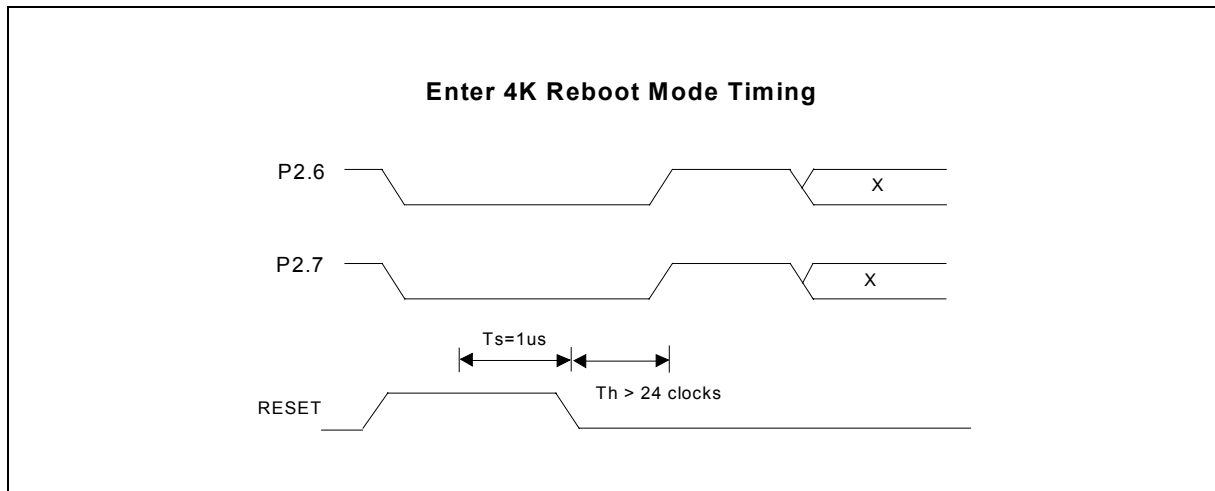 Enter 4K Reboot Mode Timing
P2.6
X
P2.7
X
Ts=1us
Th > 24 clocks
RESET